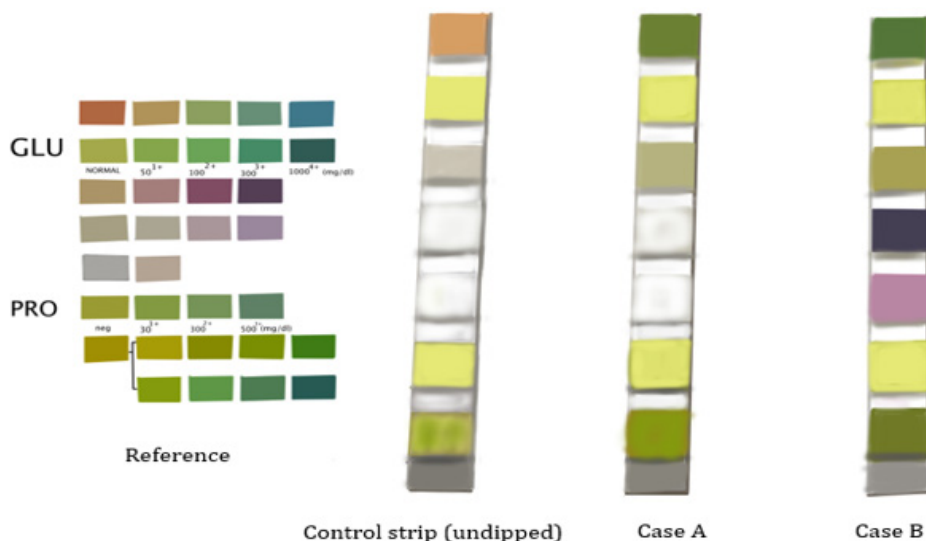 GLU
NORMAL 50 1+ 100 2+ 300 3+ 1000 4+ (mg/dl)
PRO
neg 30 1+ 300 2+ 500 (mg/dl)
Reference
Control strip (undipped) Case A Case B